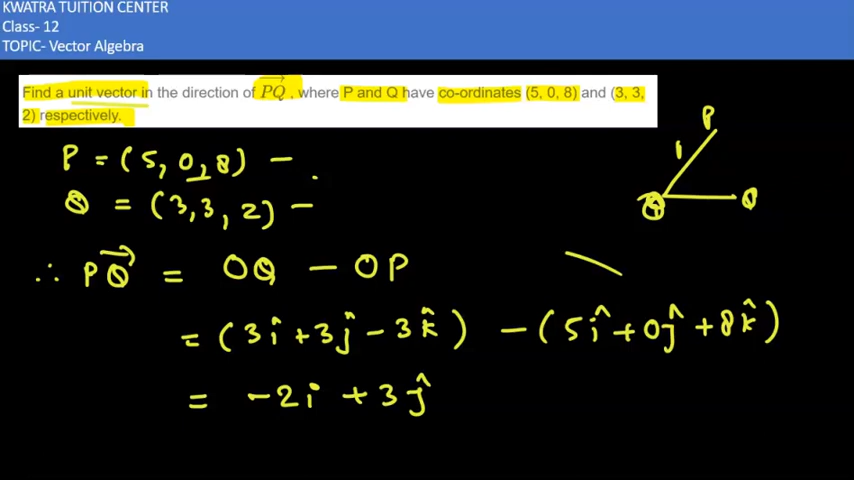 KWATRA TUITION CENTER
Class- 12
TOPIC- Vector Algebra
Find a unit vector in the direction of \(\overrightarrow{PQ}\), where P and Q have co-ordinates (5, 0, 8) and (3, 3,
2) respectively.
P = (5, 0, 8) –
Q = (3, 3, 2) –
P
Q
∴ PQ⃗ = OQ – OP
= (3î + 3ĵ – 3k̂) – (5î + 0ĵ + 8k̂)
= –2i + 3ĵ